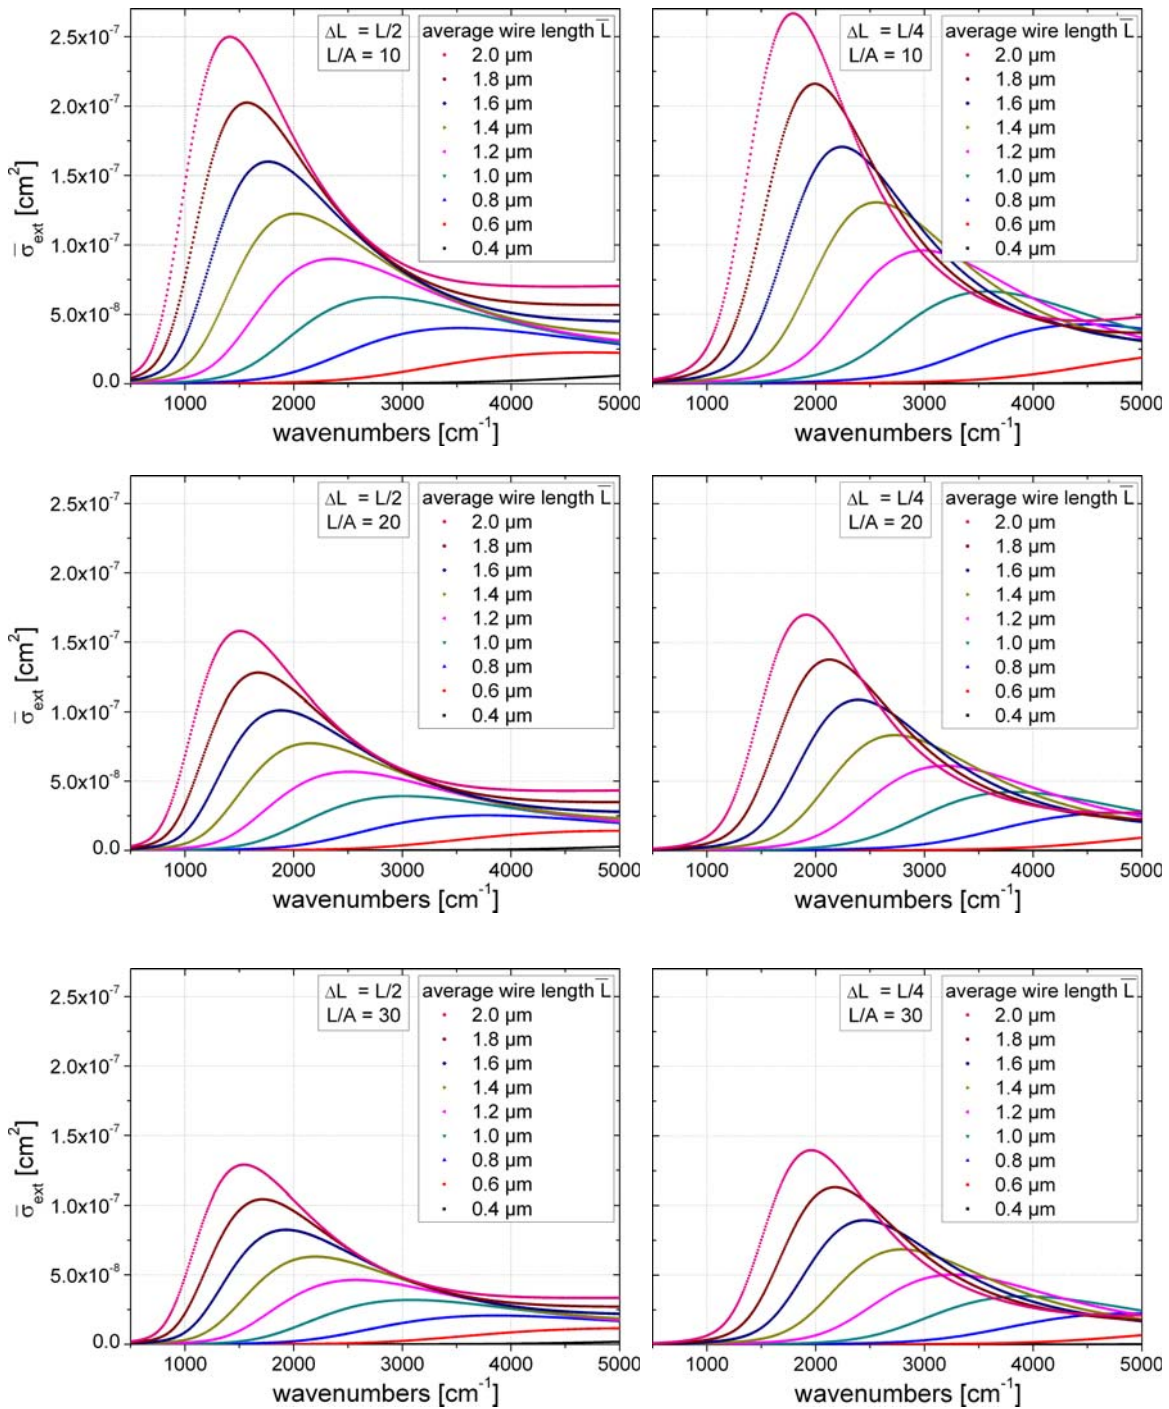 ΔL = L/2
L/A = 10
average wire length L̅
2.0 µm
1.8 µm
1.6 µm
1.4 µm
1.2 µm
1.0 µm
0.8 µm
0.6 µm
0.4 µm
2.5x10⁻⁷
2.0x10⁻⁷
1.5x10⁻⁷
1.0x10⁻⁷
5.0x10⁻⁸
0.0
σ̅ext [cm²]
1000 2000 3000 4000 5000
wavenumbers [cm⁻¹]
ΔL = L/4
L/A = 10
average wire length L̅
2.0 µm
1.8 µm
1.6 µm
1.4 µm
1.2 µm
1.0 µm
0.8 µm
0.6 µm
0.4 µm
1000 2000 3000 4000 5000
wavenumbers [cm⁻¹]
ΔL = L/2
L/A = 20
average wire length L̅
2.0 µm
1.8 µm
1.6 µm
1.4 µm
1.2 µm
1.0 µm
0.8 µm
0.6 µm
0.4 µm
2.5x10⁻⁷
2.0x10⁻⁷
1.5x10⁻⁷
1.0x10⁻⁷
5.0x10⁻⁸
0.0
σ̅ext [cm²]
1000 2000 3000 4000 5000
wavenumbers [cm⁻¹]
ΔL = L/4
L/A = 20
average wire length L̅
2.0 µm
1.8 µm
1.6 µm
1.4 µm
1.2 µm
1.0 µm
0.8 µm
0.6 µm
0.4 µm
1000 2000 3000 4000 5000
wavenumbers [cm⁻¹]
ΔL = L/2
L/A = 30
average wire length L̅
2.0 µm
1.8 µm
1.6 µm
1.4 µm
1.2 µm
1.0 µm
0.8 µm
0.6 µm
0.4 µm
2.5x10⁻⁷
2.0x10⁻⁷
1.5x10⁻⁷
1.0x10⁻⁷
5.0x10⁻⁸
0.0
σ̅ext [cm²]
1000 2000 3000 4000 5000
wavenumbers [cm⁻¹]
ΔL = L/4
L/A = 30
average wire length L̅
2.0 µm
1.8 µm
1.6 µm
1.4 µm
1.2 µm
1.0 µm
0.8 µm
0.6 µm
0.4 µm
1000 2000 3000 4000 5000
wavenumbers [cm⁻¹]